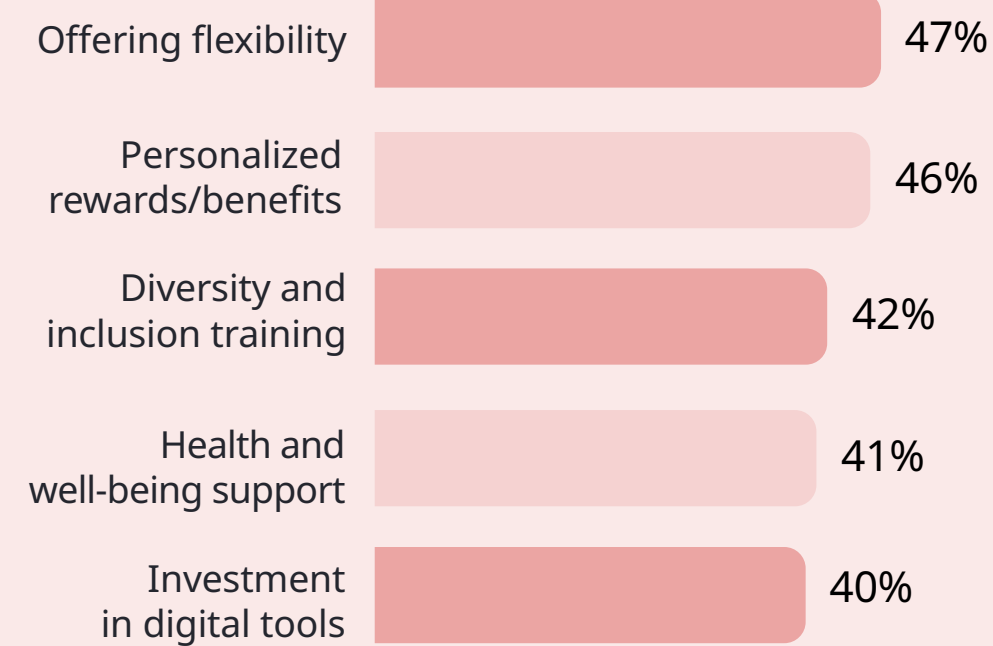 Offering flexibility
47%
Personalized
rewards/benefits
46%
Diversity and
inclusion training
42%
Health and
well-being support
41%
Investment
in digital tools
40%